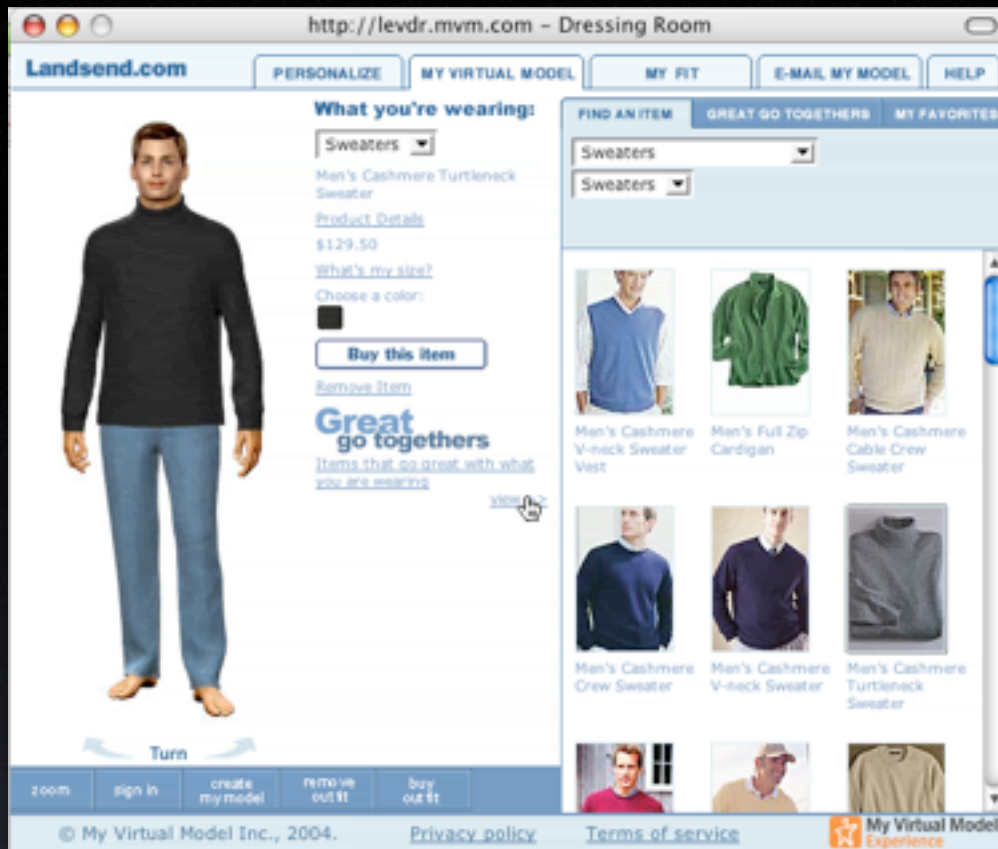 http://levdr.mvm.com – Dressing Room
Landsend.com
PERSONALIZE
MY VIRTUAL MODEL
MY FIT
E-MAIL MY MODEL
HELP
What you're wearing:
Sweaters
Men's Cashmere Turtleneck
Sweater
Product Details
$129.50
What's my size?
Choose a color:
Buy this item
Remove Item
Great
go togethers
Items that go great with what
you are wearing
FIND AN ITEM
GREAT GO TOGETHERS
MY FAVORITES
Sweaters
Sweaters
Men's Cashmere
V-neck Sweater
Vest
Men's Full Zip
Cardigan
Men's Cashmere
Cable Crew
Sweater
Men's Cashmere
Crew Sweater
Men's Cashmere
V-neck Sweater
Men's Cashmere
Turtleneck
Sweater
Turn
zoom
sign in
create
my model
remove
outfit
buy
outfit
© My Virtual Model Inc., 2004.
Privacy policy
Terms of service
My Virtual Model
Experience